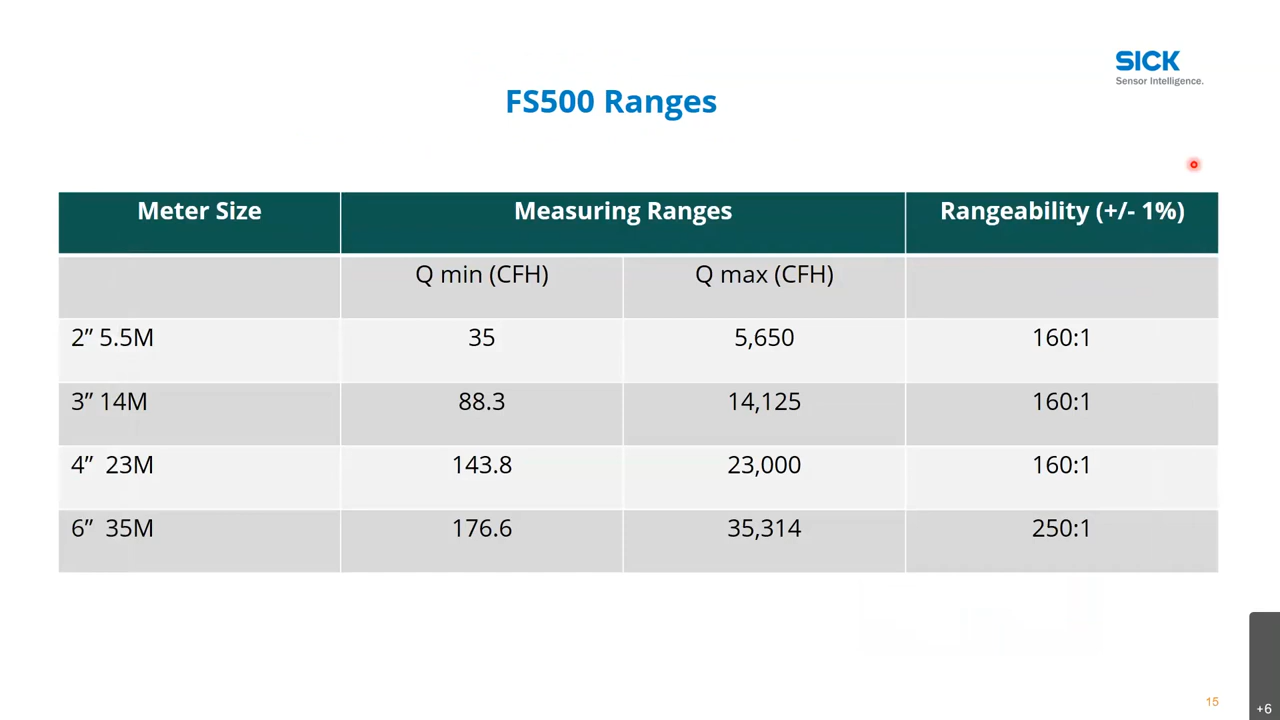 SICK
Sensor Intelligence.
FS500 Ranges
Meter Size Measuring Ranges Rangeability (+/- 1%)
Q min (CFH) Q max (CFH)
2” 5.5M 35 5,650 160:1
3” 14M 88.3 14,125 160:1
4” 23M 143.8 23,000 160:1
6” 35M 176.6 35,314 250:1
15
+6